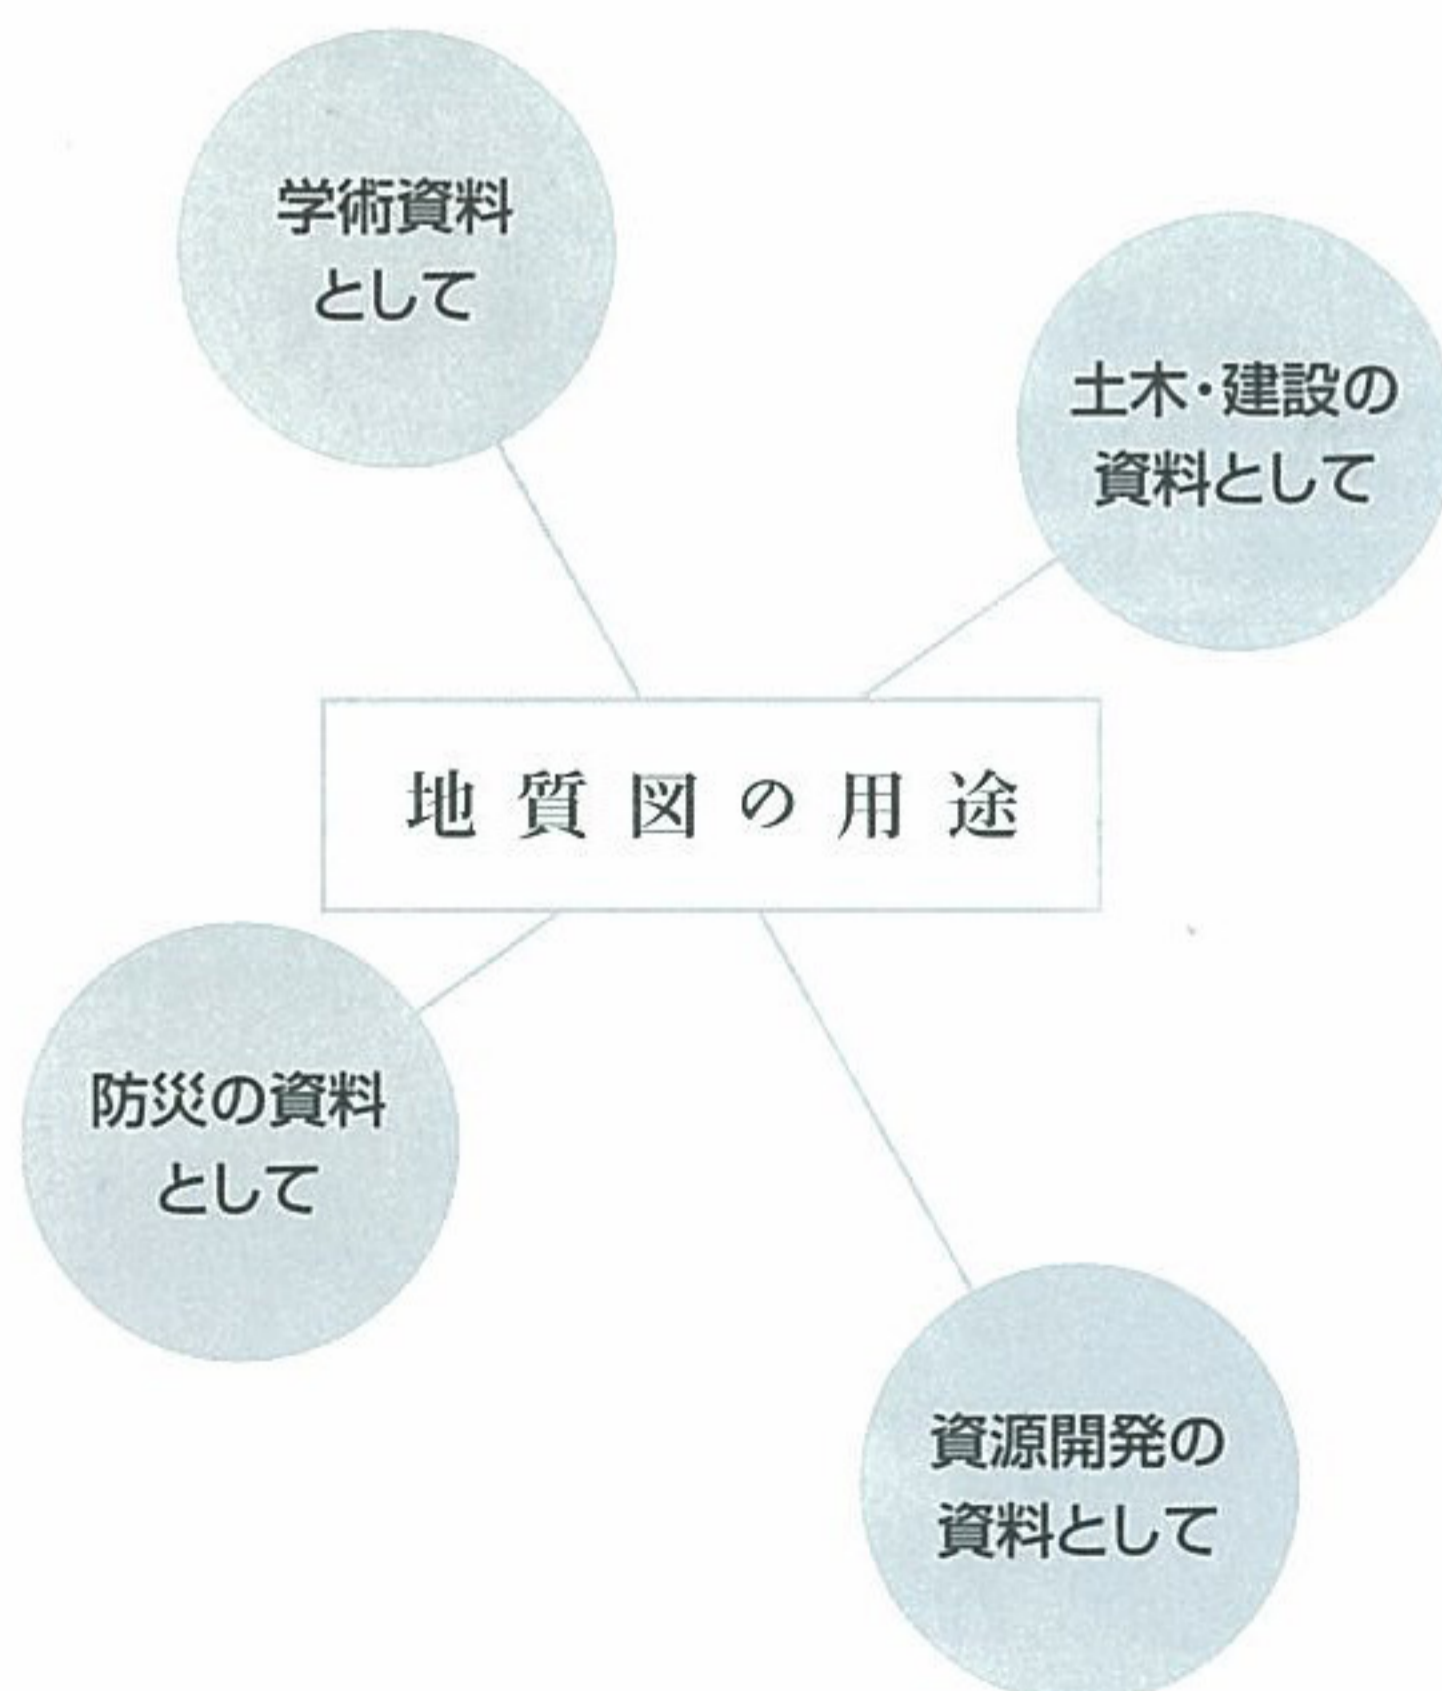 学術資料
として
土木・建設の
資料として
地質図の用途
防災の資料
として
資源開発の
資料として